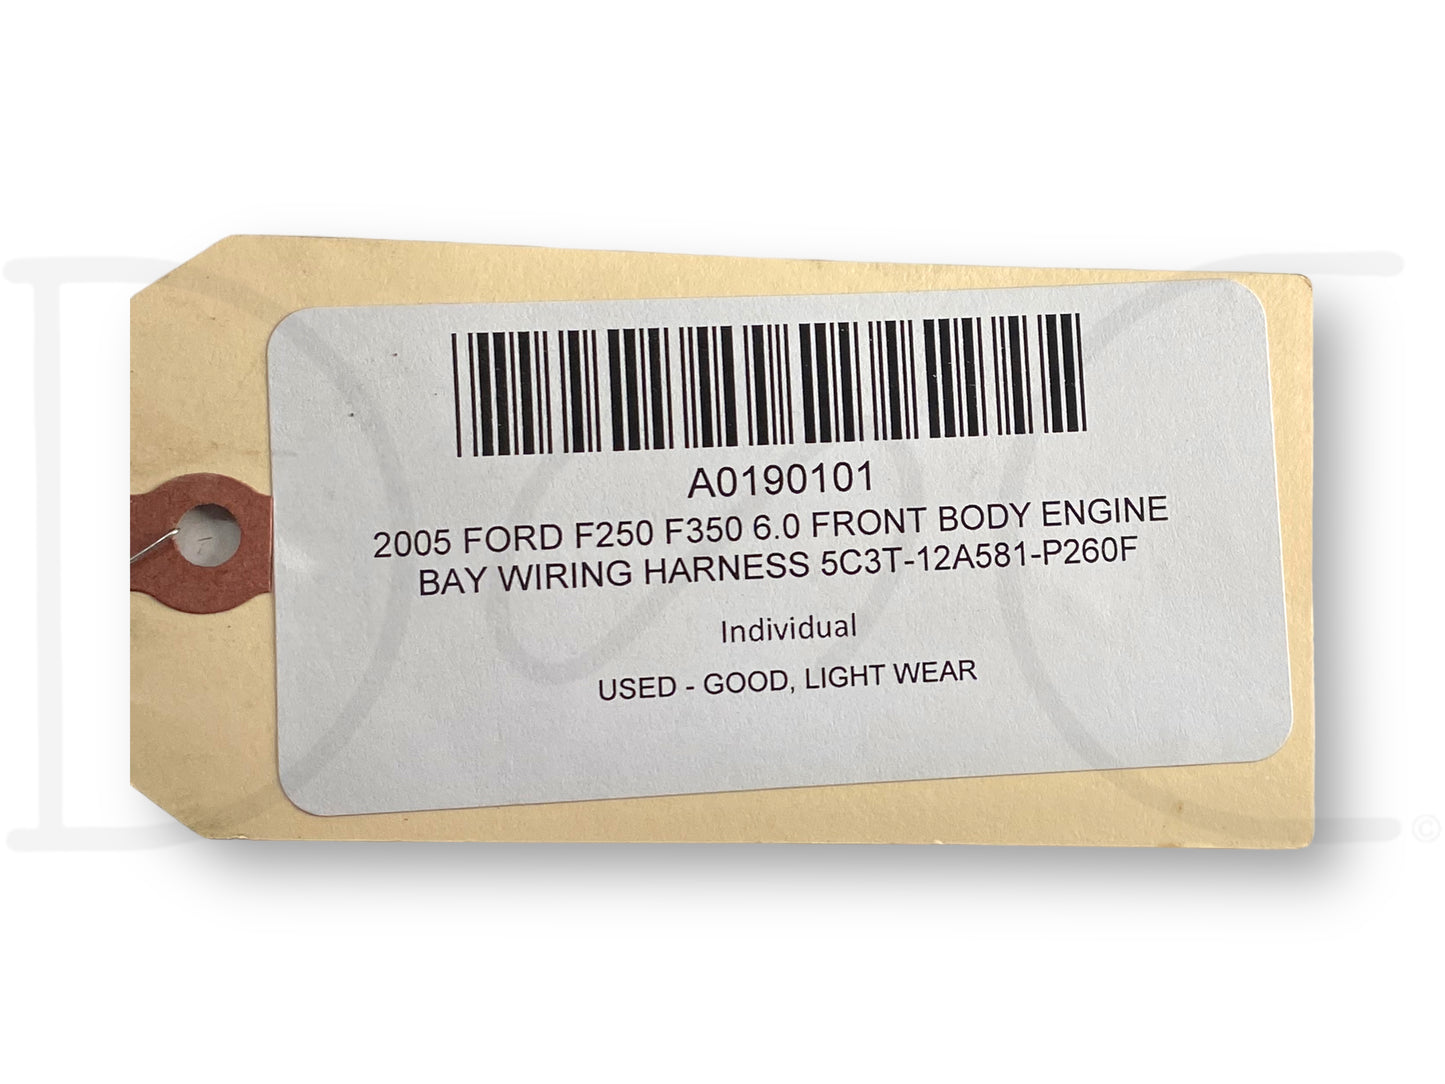 A0190101
2005 FORD F250 F350 6.0 FRONT BODY ENGINE
BAY WIRING HARNESS 5C3T-12A581-P260F
Individual
USED - GOOD, LIGHT WEAR
©